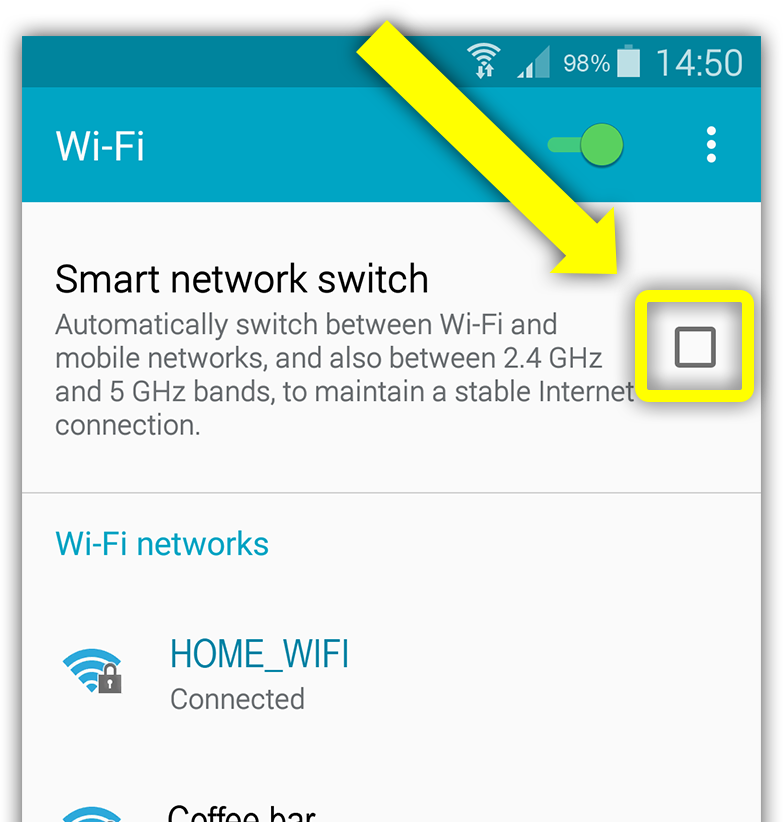 98% 14:50
Wi-Fi
Smart network switch
Automatically switch between Wi-Fi and
mobile networks, and also between 2.4 GHz
and 5 GHz bands, to maintain a stable Internet
connection.
Wi-Fi networks
HOME_WIFI
Connected
Coffee bar